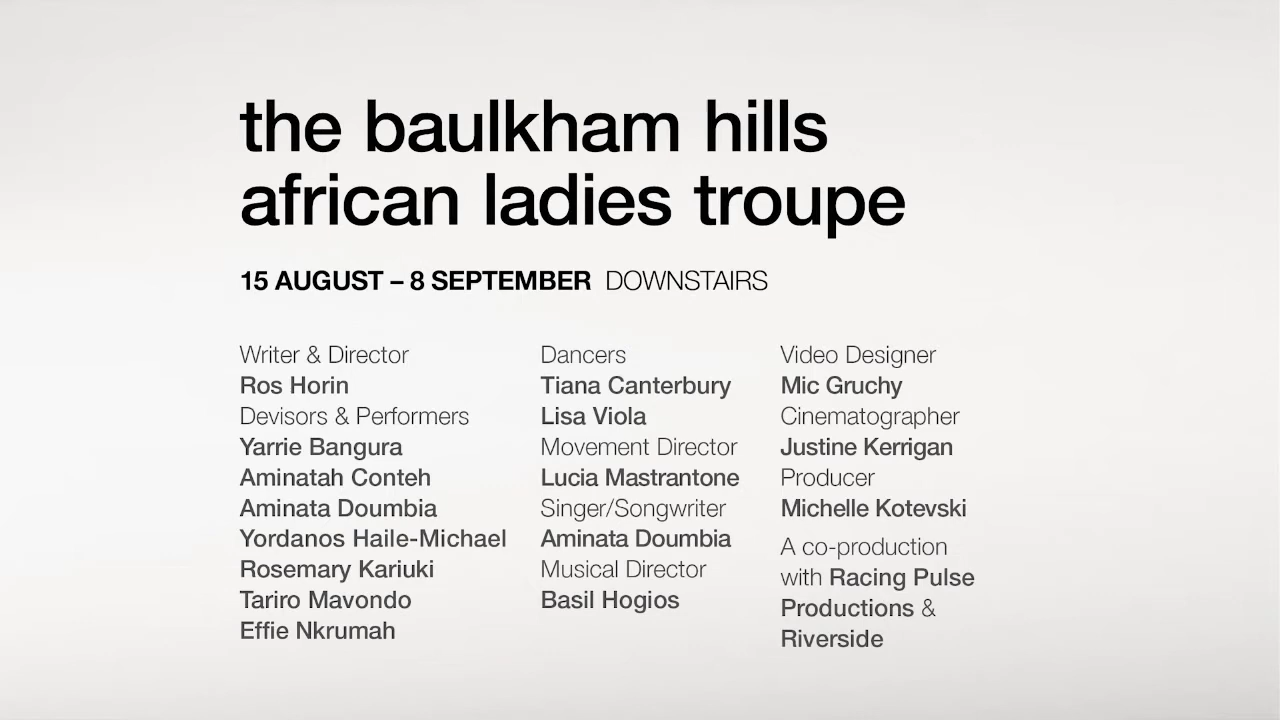 the baulkham hills
african ladies troupe
15 AUGUST – 8 SEPTEMBER DOWNSTAIRS
Writer & Director
Ros Horin
Devisors & Performers
Yarrie Bangura
Aminatah Conteh
Aminata Doumbia
Yordanos Haile-Michael
Rosemary Kariuki
Tariro Mavondo
Effie Nkrumah
Dancers
Tiana Canterbury
Lisa Viola
Movement Director
Lucia Mastrantone
Singer/Songwriter
Aminata Doumbia
Musical Director
Basil Hogios
Video Designer
Mic Gruchy
Cinematographer
Justine Kerrigan
Producer
Michelle Kotevski
A co-production
with Racing Pulse
Productions &
Riverside